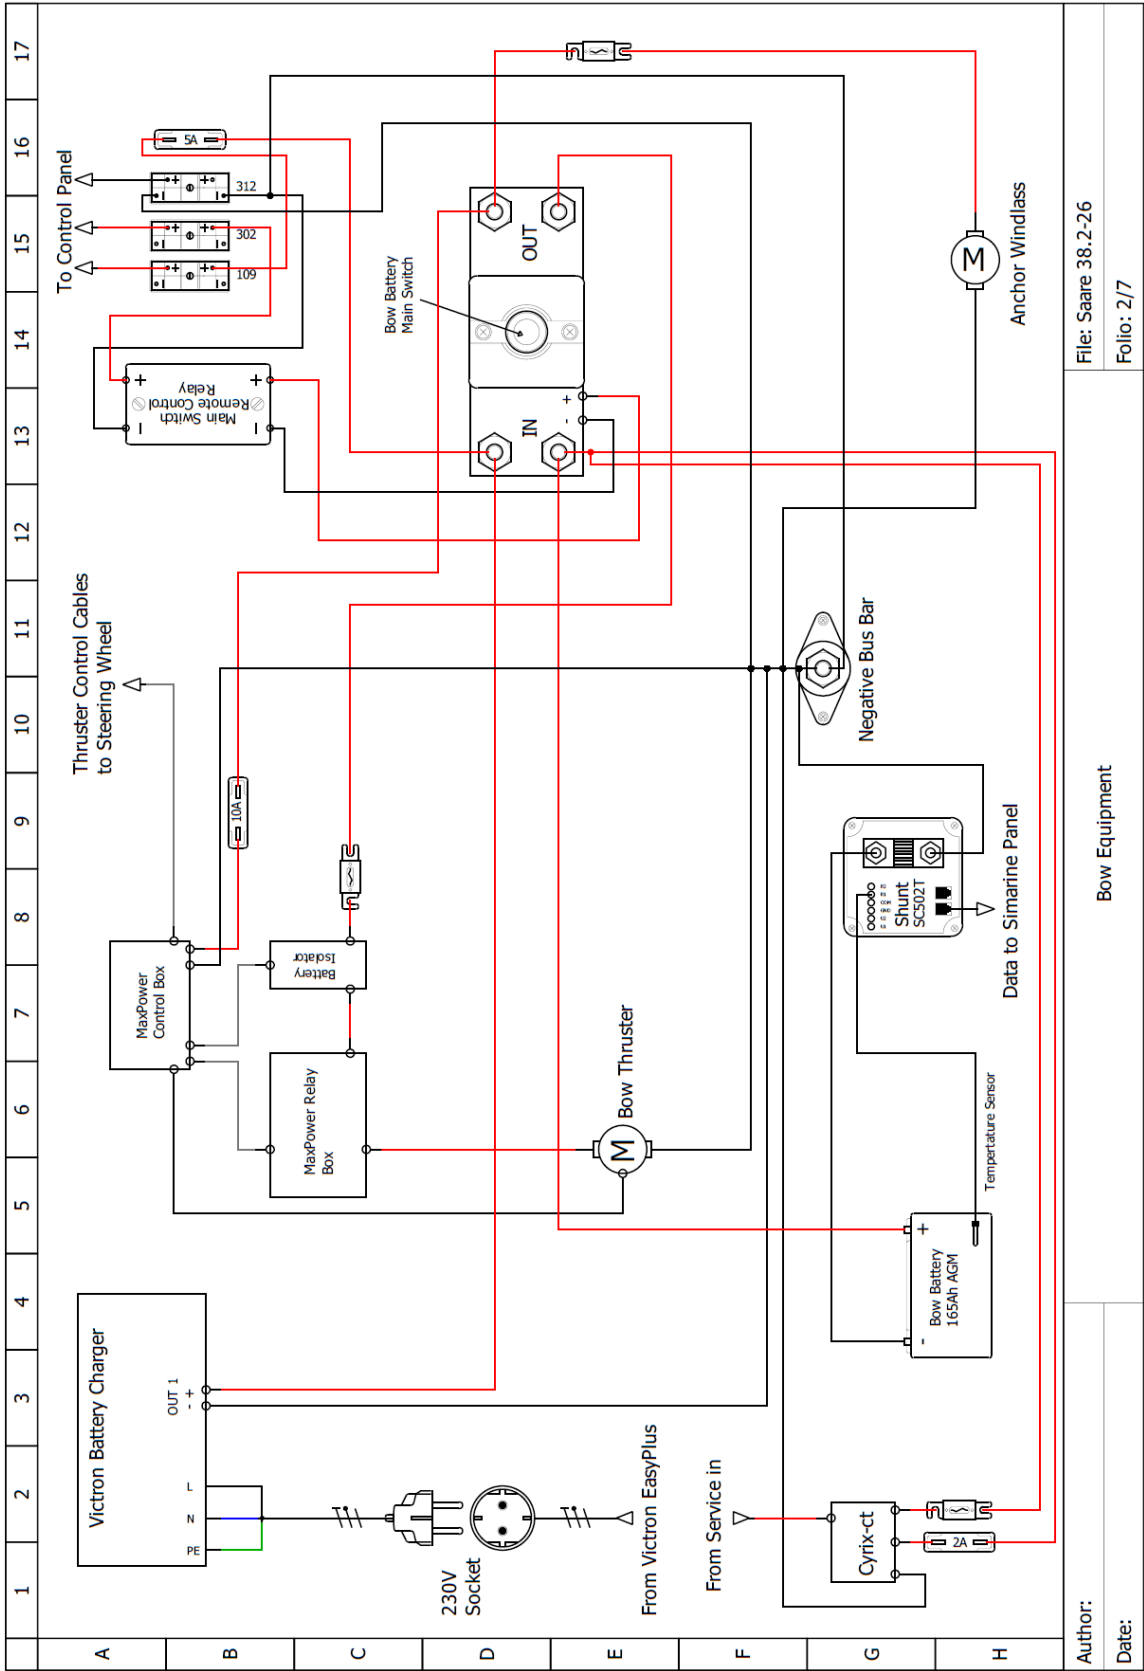 1
2
3
4
5
6
7
8
9
10
11
12
13
14
15
16
17
A
B
C
D
E
F
G
H
Victron Battery Charger
L
N
PE
OUT 1
- +
230V
Socket
From Victron EasyPlus
From Service in
Cyrix-ct
2A
Bow Battery
165Ah AGM
+
-
Tempertature Sensor
MaxPower Relay
Box
M
Bow Thruster
MaxPower
Control Box
Battery
Isolator
10A
Thruster Control Cables
to Steering Wheel
Shunt
SC502T
Data to Simarine Panel
Negative Bus Bar
Main Switch
Remote Control
Relay
+
+
IN
- +
OUT
Bow Battery
Main Switch
To Control Panel
5A
312
302
109
M
Anchor Windlass
Author:
Date:
Bow Equipment
File: Saare 38.2-26
Folio: 2/7